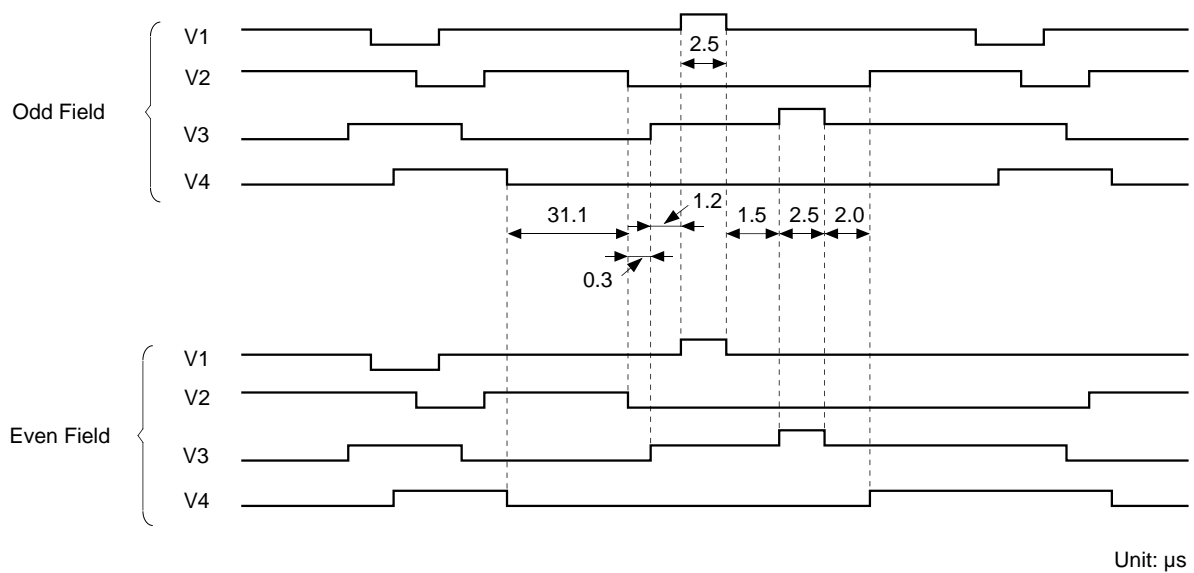 V1
2.5
V2
Odd Field
V3
V4
1.2
31.1
1.5 2.5 2.0
0.3
V1
V2
Even Field
V3
V4
Unit: µs